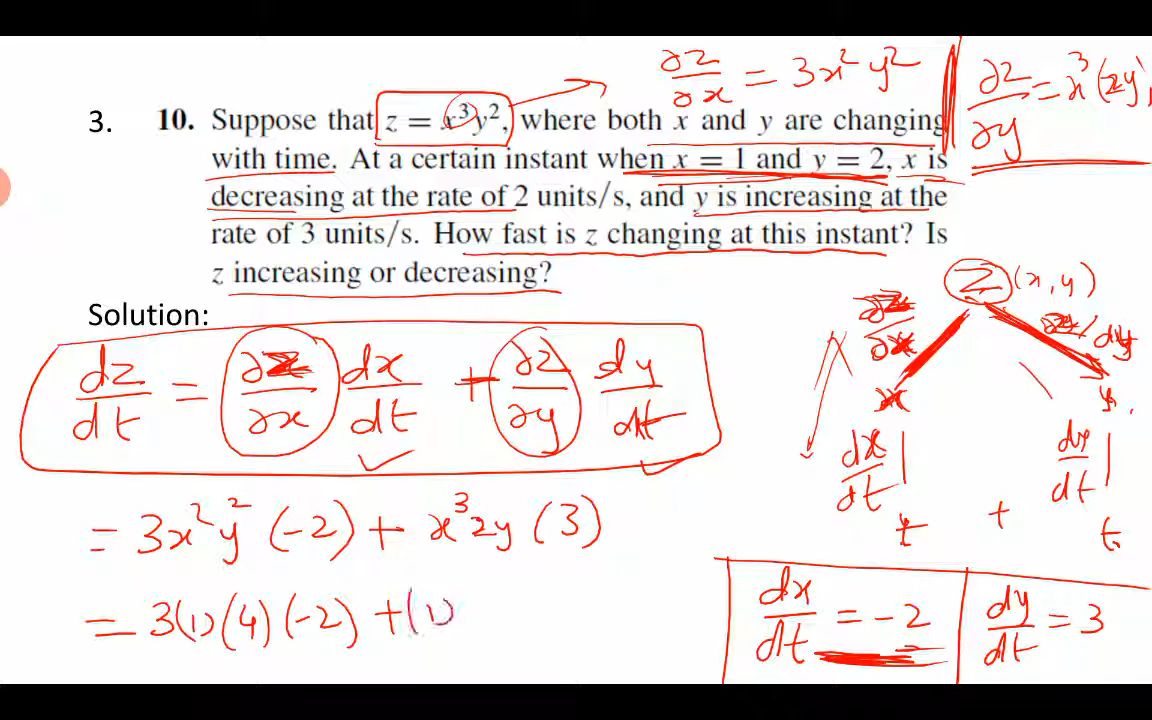 ∂z/∂x = 3x²y²
∂z/∂y = x³(2y)
3. 10. Suppose that z = x³y², where both x and y are changing
with time. At a certain instant when x = 1 and y = 2, x is
decreasing at the rate of 2 units/s, and y is increasing at the
rate of 3 units/s. How fast is z changing at this instant? Is
z increasing or decreasing?
Solution:
z (x, y)
∂z/∂x
x y
dx/dt
+
t t
dz/dt = ∂z/∂x dx/dt + ∂z/∂y dy/dt
= 3x²y² (-2) + x³2y (3)
= 3(1)(4)(-2) + (1)
dx/dt = -2
dy/dt = 3